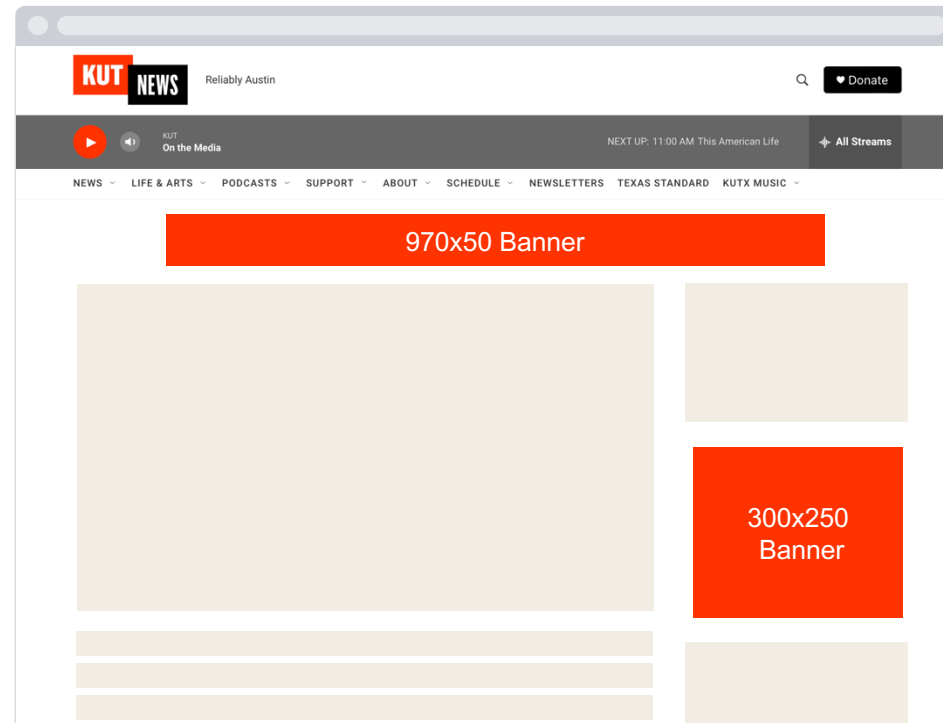 KUT
NEWS
Reliably Austin
Donate
KUT
On the Media
NEXT UP: 11:00 AM This American Life
All Streams
NEWS LIFE & ARTS PODCASTS SUPPORT ABOUT SCHEDULE NEWSLETTERS TEXAS STANDARD KUTX MUSIC
970x50 Banner
300x250
Banner